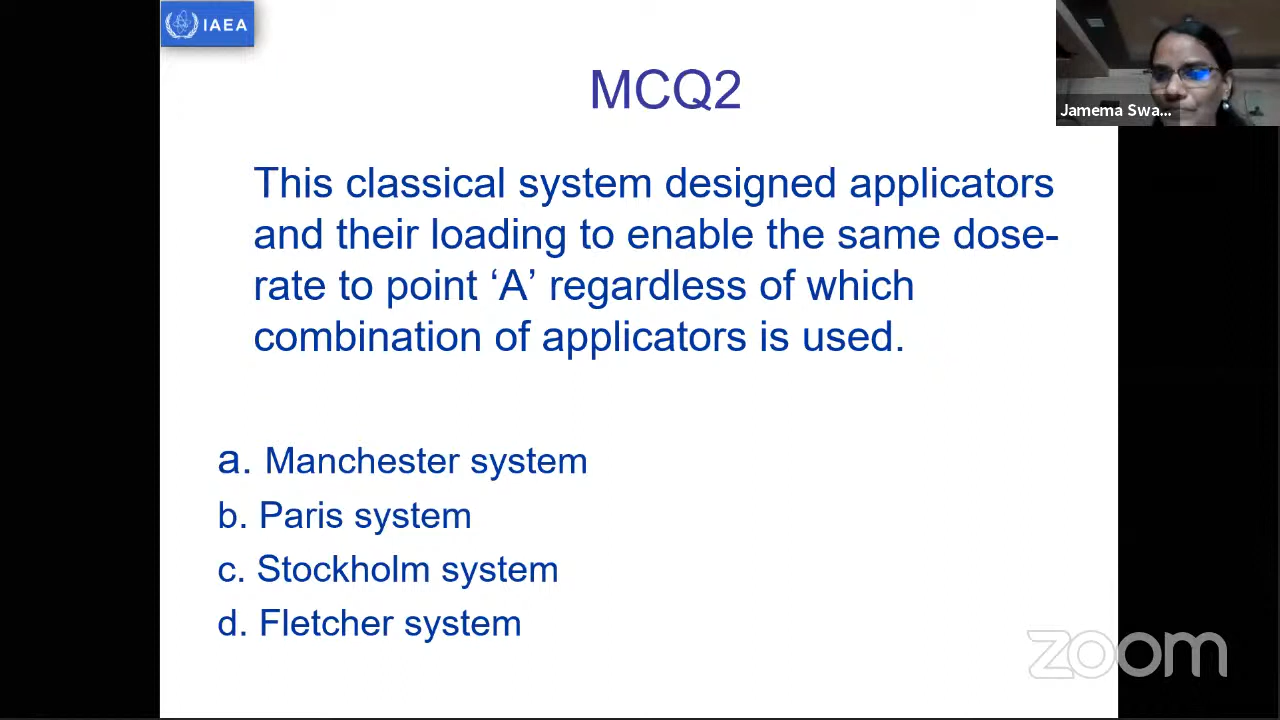 IAEA
MCQ2
Jamema Swa...
This classical system designed applicators
and their loading to enable the same dose-
rate to point ‘A’ regardless of which
combination of applicators is used.
a. Manchester system
b. Paris system
c. Stockholm system
d. Fletcher system
zoom